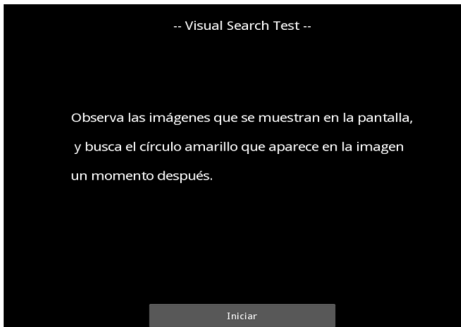 -- Visual Search Test --
Observa las imágenes que se muestran en la pantalla,
y busca el círculo amarillo que aparece en la imagen
un momento después.
Iniciar